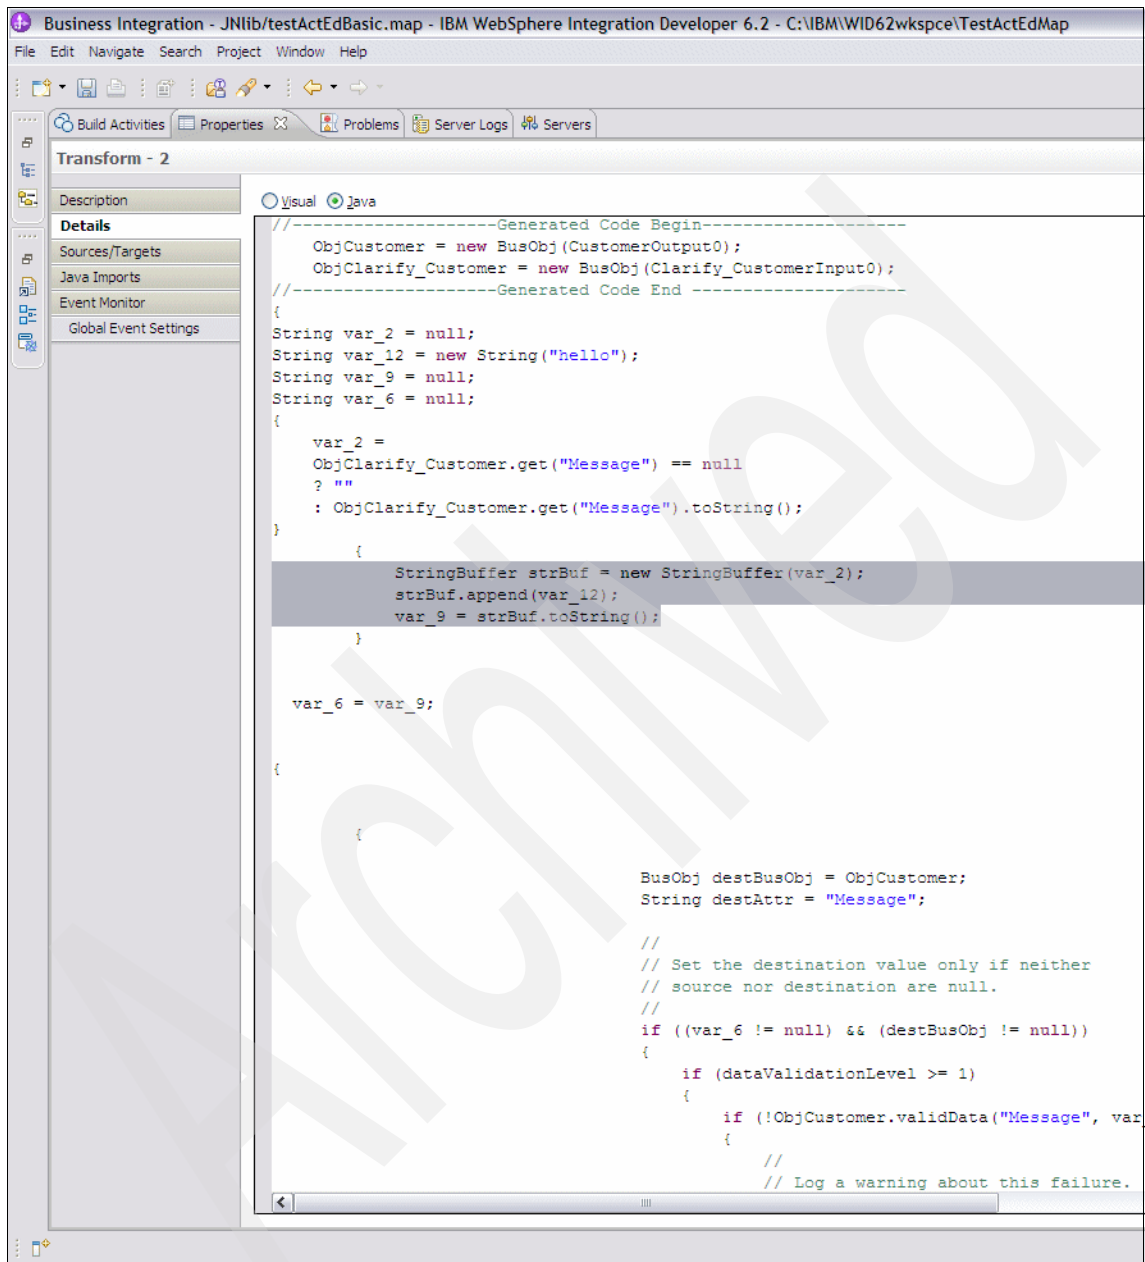 Business Integration - JNlib/testActEdBasic.map - IBM WebSphere Integration Developer 6.2 - C:\IBM\WID62wkspce\TestActEdMap
File Edit Navigate Search Project Window Help
Build Activities Properties Problems Server Logs Servers
Transform - 2
Description
Details
Sources/Targets
Java Imports
Event Monitor
Global Event Settings
Visual Java
//--------------------Generated Code Begin--------------------
ObjCustomer = new BusObj(CustomerOutput0);
ObjClarify_Customer = new BusObj(Clarify_CustomerInput0);
//--------------------Generated Code End ---------------------
{
String var_2 = null;
String var_12 = new String("hello");
String var_9 = null;
String var_6 = null;
{
var_2 =
ObjClarify_Customer.get("Message") == null
? ""
: ObjClarify_Customer.get("Message").toString();
}
{
StringBuffer strBuf = new StringBuffer(var_2);
strBuf.append(var_12);
var_9 = strBuf.toString();
}
var_6 = var_9;
{
{
BusObj destBusObj = ObjCustomer;
String destAttr = "Message";
//
// Set the destination value only if neither
// source nor destination are null.
//
if ((var_6 != null) && (destBusObj != null))
{
if (dataValidationLevel >= 1)
{
if (!ObjCustomer.validData("Message", var_
{
//
// Log a warning about this failure.
Archived